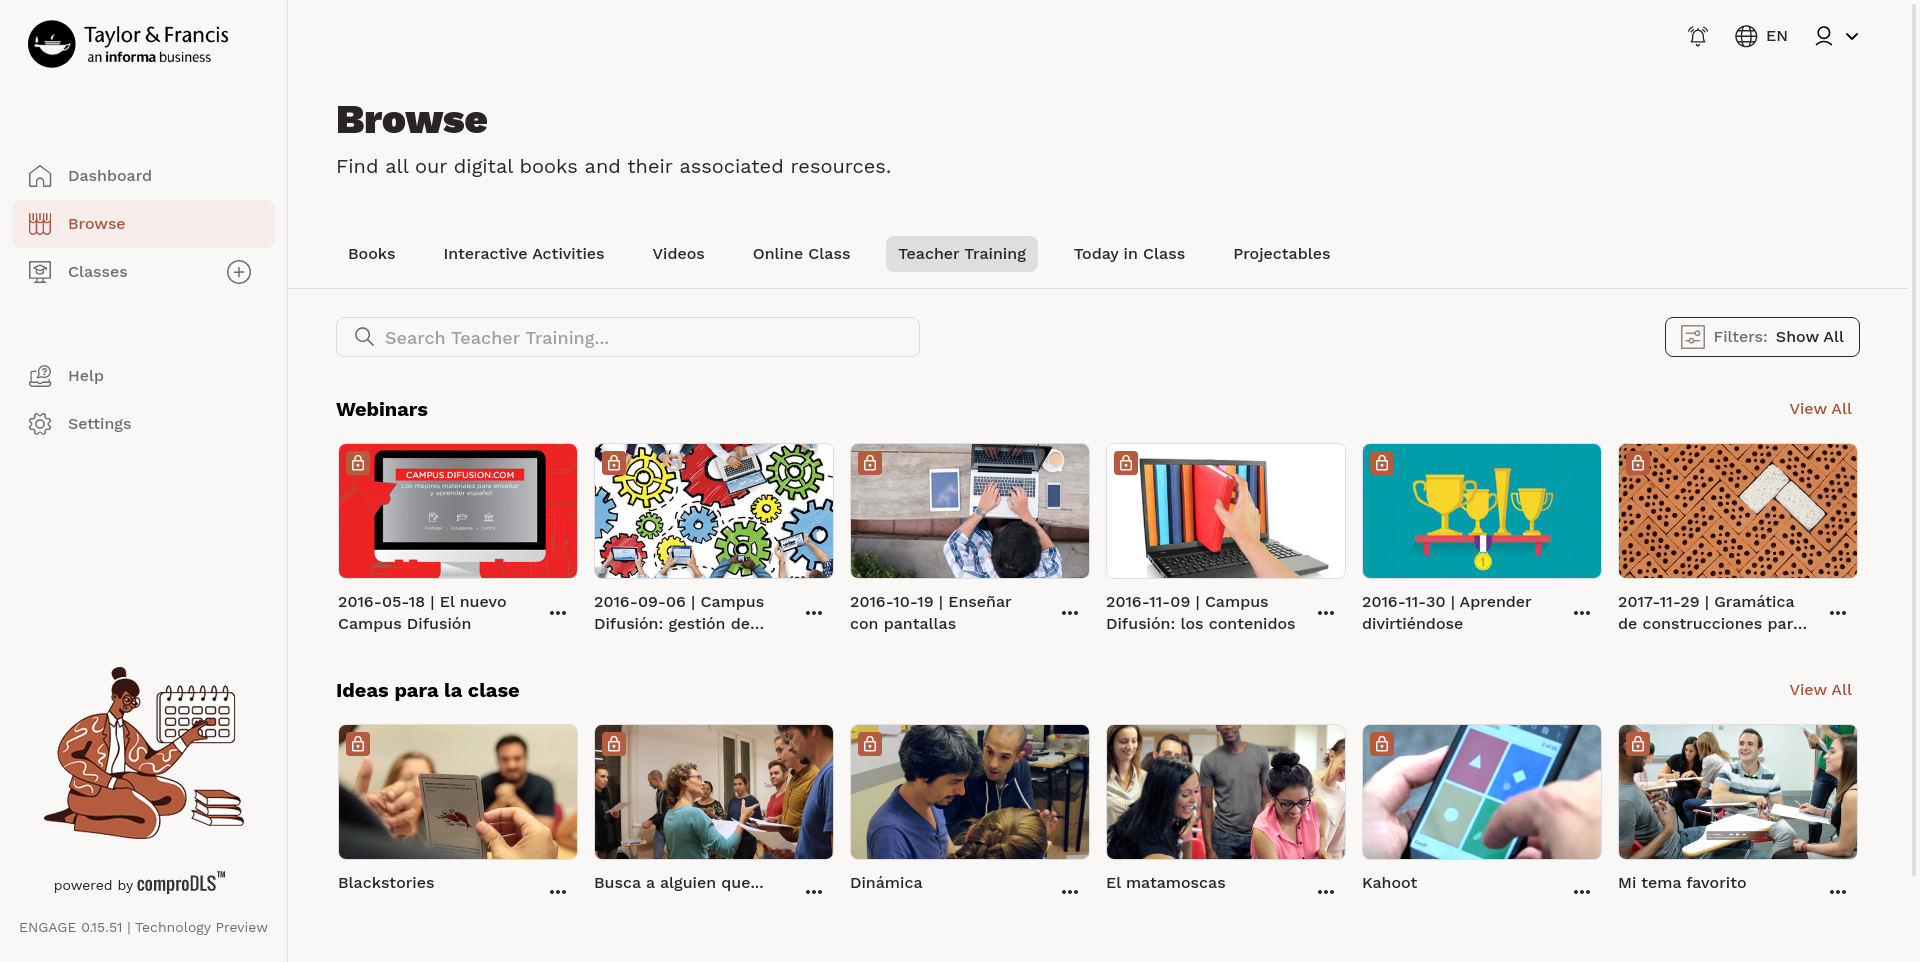 Taylor & Francis
an informa business
EN
Browse
Find all our digital books and their associated resources.
Dashboard
Browse
Classes
Help
Settings
Books
Interactive Activities
Videos
Online Class
Teacher Training
Today in Class
Projectables
Search Teacher Training...
Filters: Show All
Webinars
View All
CAMPUS.DIFUSION.COM
Los mejores materiales para enseñar
y aprender español
Profesor | Estudiante | Centro
1
2016-05-18 | El nuevo
Campus Difusión
2016-09-06 | Campus
Difusión: gestión de...
2016-10-19 | Enseñar
con pantallas
2016-11-09 | Campus
Difusión: los contenidos
2016-11-30 | Aprender
divirtiéndose
2017-11-29 | Gramática
de construcciones par...
Ideas para la clase
View All
Blackstories
Busca a alguien que...
Dinámica
El matamoscas
Kahoot
Mi tema favorito
powered by comproDLS™
ENGAGE 0.15.51 | Technology Preview